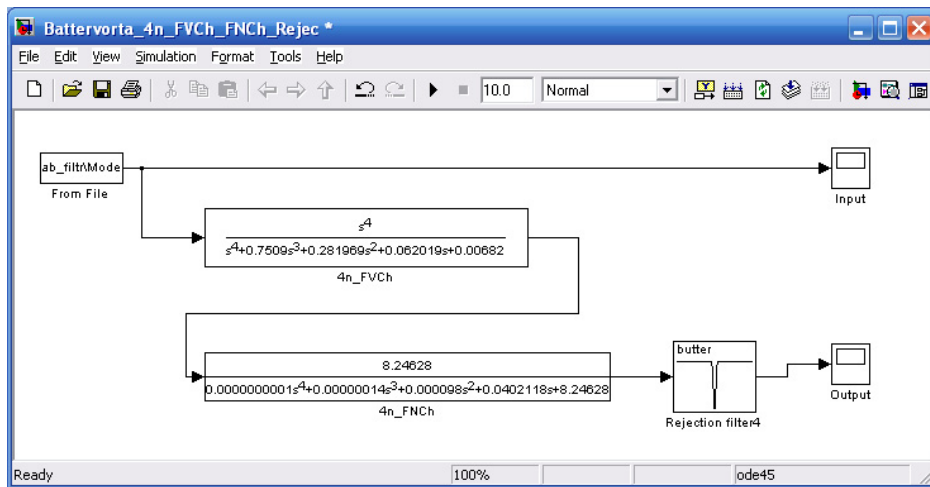 Battervorta_4n_FVCh_FNCh_Rejec *
File Edit View Simulation Format Tools Help
10.0 Normal
ab_filtr\Mode
From File
Input
s4
s4+0.7509s3+0.281969s2+0.062019s+0.00682
4n_FVCh
8.24628
0.0000000001s4+0.00000014s3+0.000098s2+0.0402118s+8.24628
4n_FNCh
butter
Rejection filter4
Output
Ready 100% ode45